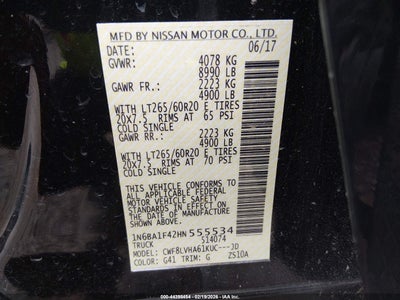 MFD BY NISSAN MOTOR CO., LTD.
DATE: 06/17
GVWR: 4078 KG
8990 LB
GAWR FR.: 2223 KG
4900 LB
WITH LT265/60R20 E TIRES
20X7.5 RIMS AT 65 PSI
COLD SINGLE
GAWR RR.: 2223 KG
4900 LB
WITH LT265/60R20 E TIRES
20X7.5 RIMS AT 70 PSI
COLD SINGLE
THIS VEHICLE CONFORMS TO ALL
APPLICABLE FEDERAL MOTOR VEHICLE
SAFETY STANDARDS IN EFFECT ON THE
DATE OF MANUFACTURE SHOWN ABOVE.
1N6BA1F42HN555534
TRUCK 514074
MODEL: CWF8LVHA61KUC---JD
COLOR: G41 TRIM: G ZS10A
IAA
STOCK #: 44398454 | 02/19/2026 |